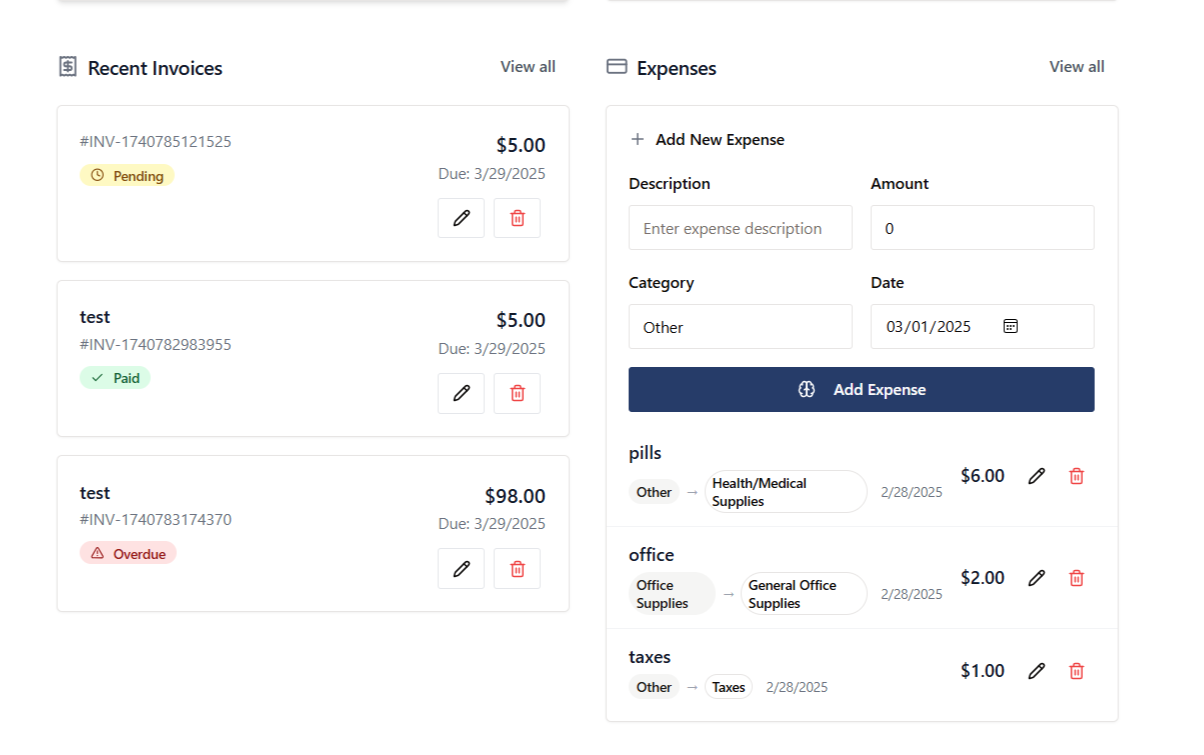 Recent Invoices
View all
#INV-1740785121525
$5.00
Pending
Due: 3/29/2025
test
$5.00
#INV-1740782983955
Due: 3/29/2025
Paid
test
$98.00
#INV-1740783174370
Due: 3/29/2025
Overdue
Expenses
View all
Add New Expense
Description
Amount
Enter expense description
0
Category
Date
Other
03/01/2025
Add Expense
pills
Other → Health/Medical
Supplies
2/28/2025
$6.00
office
Office
Supplies
→
General Office
Supplies
2/28/2025
$2.00
taxes
Other → Taxes 2/28/2025
$1.00